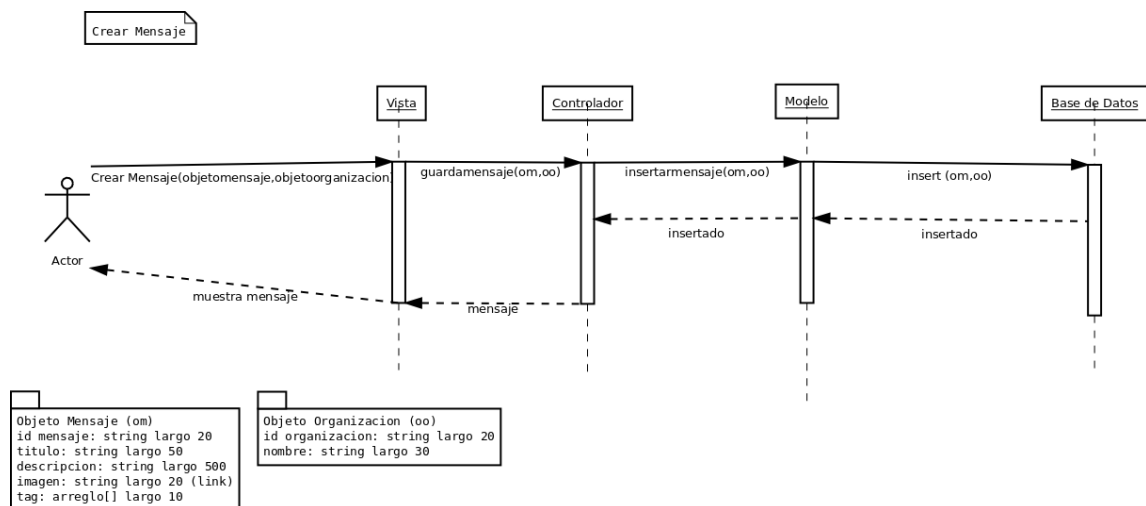 Crear Mensaje
Vista
Controlador
Modelo
Base de Datos
Crear Mensaje(objetomensaje,objetoorganizacion)
guardamensaje(om,oo)
insertarmensaje(om,oo)
insert (om,oo)
insertado
insertado
Actor
muestra mensaje
mensaje
Objeto Mensaje (om)
id mensaje: string largo 20
titulo: string largo 50
descripcion: string largo 500
imagen: string largo 20 (link)
tag: arreglo[] largo 10
Objeto Organizacion (oo)
id organizacion: string largo 20
nombre: string largo 30